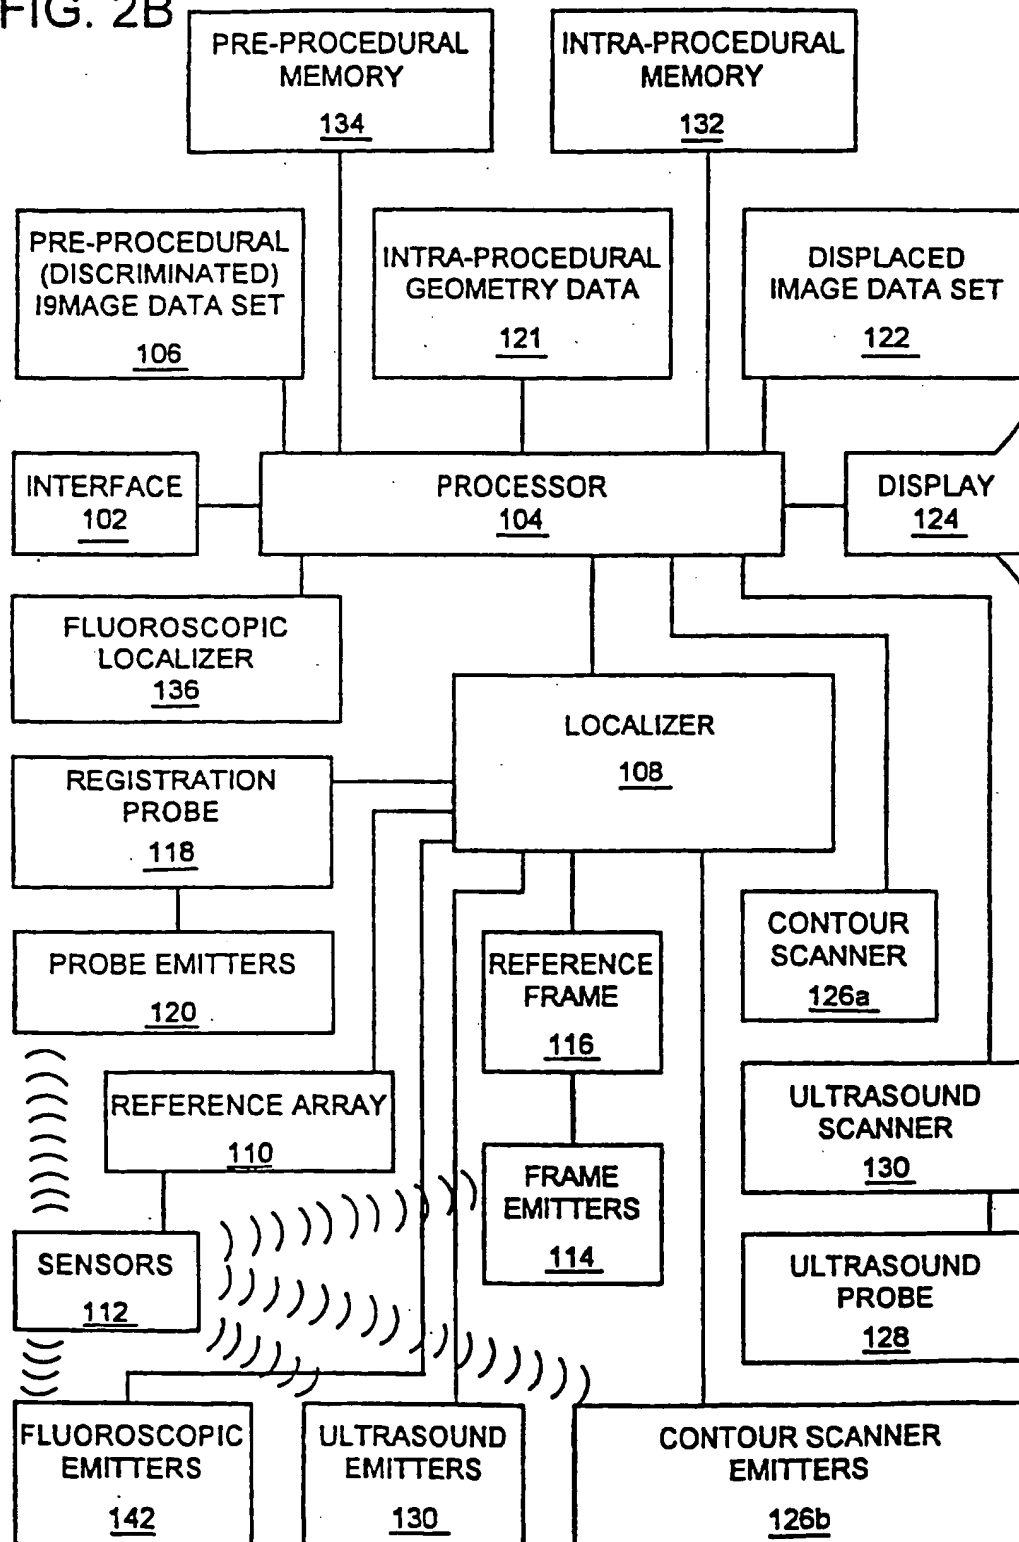 FIG. 2B
PRE-PROCEDURAL
MEMORY
134
INTRA-PROCEDURAL
MEMORY
132
PRE-PROCEDURAL
(DISCRIMINATED)
I9MAGE DATA SET
106
INTRA-PROCEDURAL
GEOMETRY DATA
121
DISPLACED
IMAGE DATA SET
122
INTERFACE
102
PROCESSOR
104
DISPLAY
124
FLUOROSCOPIC
LOCALIZER
136
LOCALIZER
108
REGISTRATION
PROBE
118
PROBE EMITTERS
120
REFERENCE
FRAME
116
CONTOUR
SCANNER
126a
REFERENCE ARRAY
110
FRAME
EMITTERS
114
ULTRASOUND
SCANNER
130
SENSORS
112
ULTRASOUND
PROBE
128
FLUOROSCOPIC
EMITTERS
142
ULTRASOUND
EMITTERS
130
CONTOUR SCANNER
EMITTERS
126b